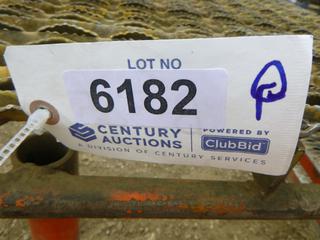 LOT NO
6182
CENTURY
AUCTIONS
A DIVISION OF CENTURY SERVICES
POWERED BY
ClubBid